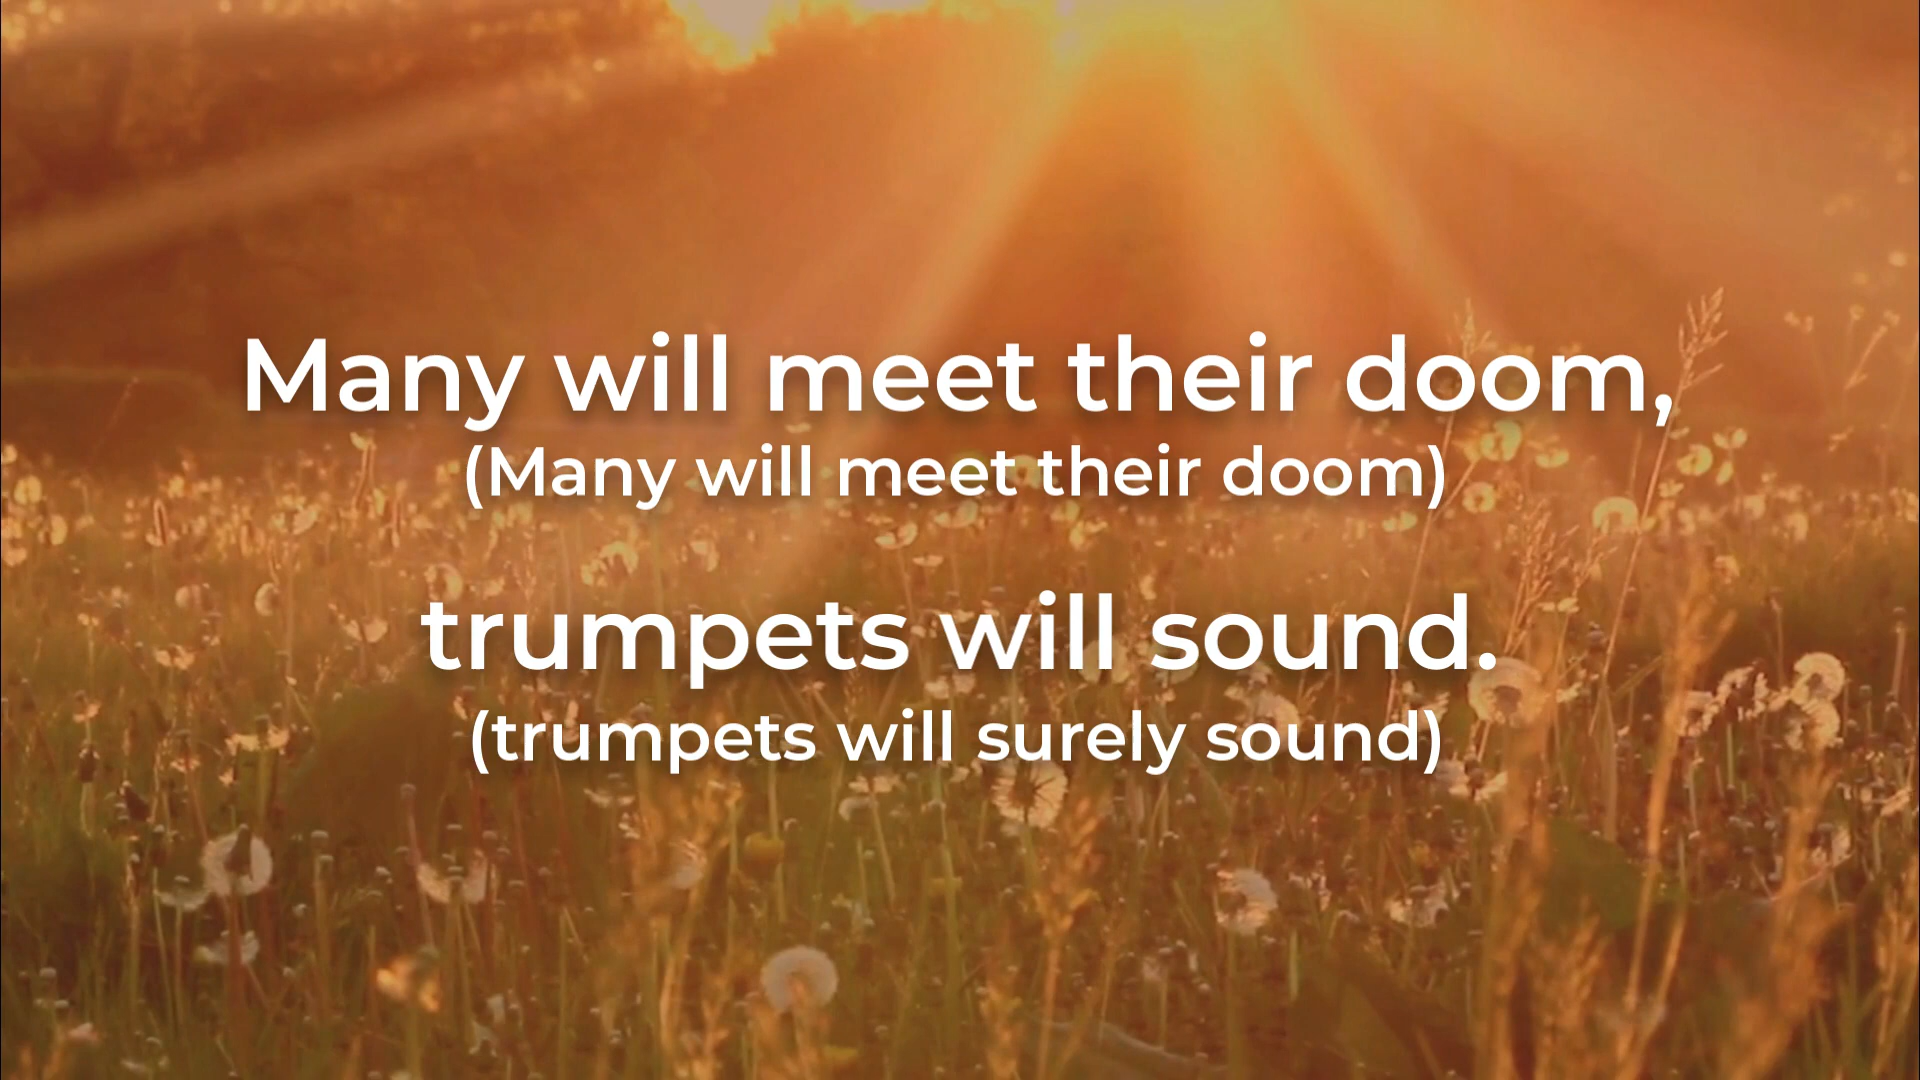 Many will meet their doom,
(Many will meet their doom)
trumpets will sound.
(trumpets will surely sound)